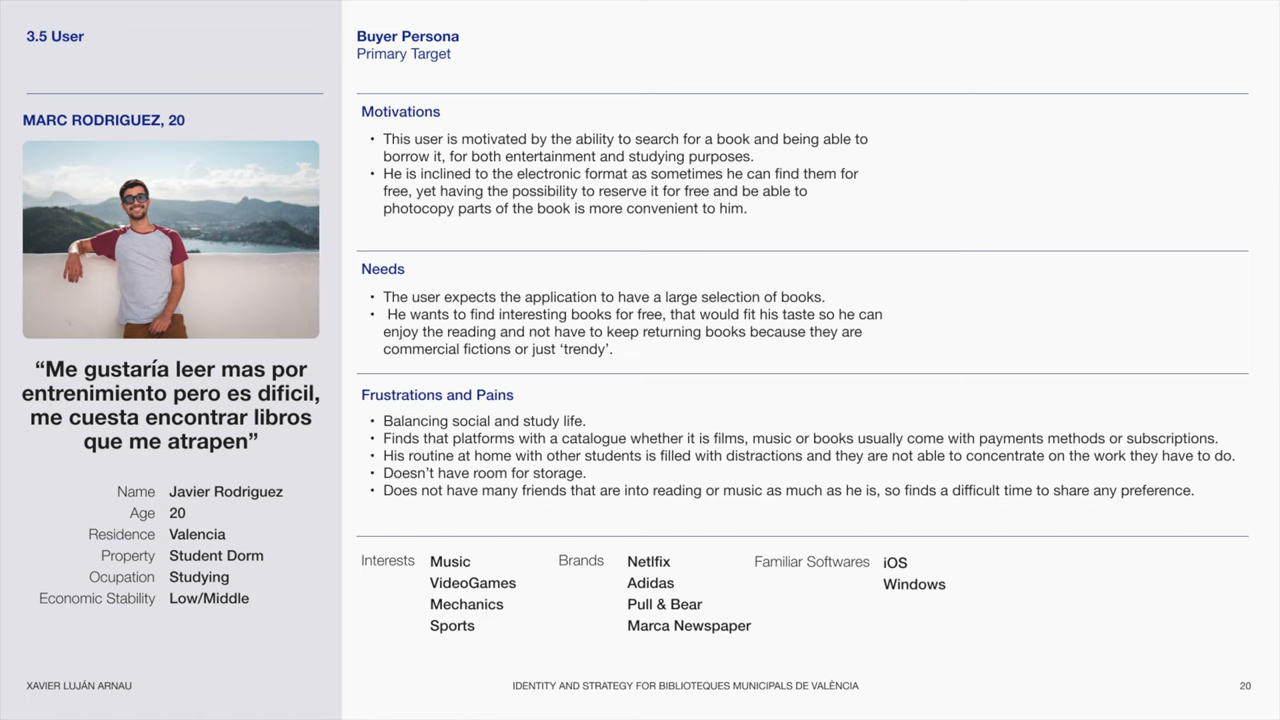 3.5 User
MARC RODRIGUEZ, 20
“Me gustaría leer mas por
entrenimiento pero es dificil,
me cuesta encontrar libros
que me atrapen”
Name Javier Rodriguez
Age 20
Residence Valencia
Property Student Dorm
Ocupation Studying
Economic Stability Low/Middle
Buyer Persona
Primary Target
Motivations
• This user is motivated by the ability to search for a book and being able to
borrow it, for both entertainment and studying purposes.
• He is inclined to the electronic format as sometimes he can find them for
free, yet having the possibility to reserve it for free and be able to
photocopy parts of the book is more convenient to him.
Needs
• The user expects the application to have a large selection of books.
• He wants to find interesting books for free, that would fit his taste so he can
enjoy the reading and not have to keep returning books because they are
commercial fictions or just ‘trendy’.
Frustrations and Pains
• Balancing social and study life.
• Finds that platforms with a catalogue whether it is films, music or books usually come with payments methods or subscriptions.
• His routine at home with other students is filled with distractions and they are not able to concentrate on the work they have to do.
• Doesn’t have room for storage.
• Does not have many friends that are into reading or music as much as he is, so finds a difficult time to share any preference.
Interests Music
VideoGames
Mechanics
Sports
Brands Netlfix
Adidas
Pull & Bear
Marca Newspaper
Familiar Softwares iOS
Windows
XAVIER LUJÁN ARNAU
IDENTITY AND STRATEGY FOR BIBLIOTEQUES MUNICIPALS DE VALÈNCIA
20